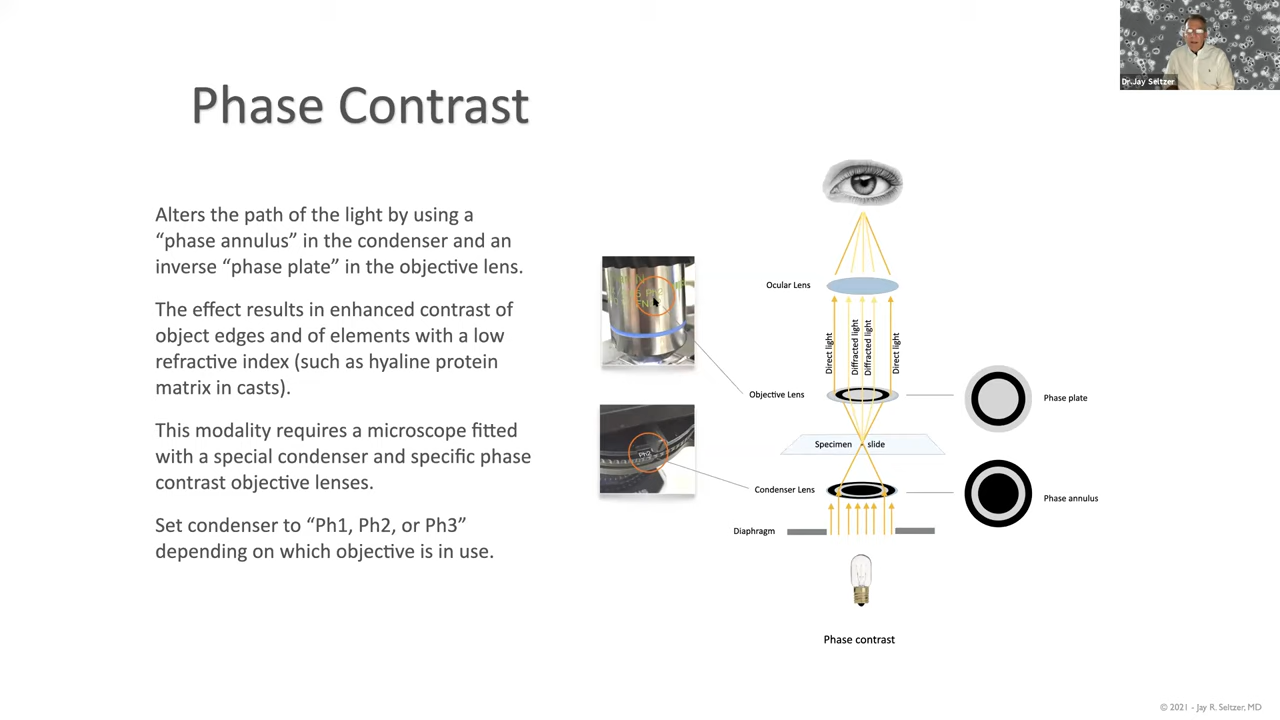 Dr.Jay Seltzer
Phase Contrast
Alters the path of the light by using a
“phase annulus” in the condenser and an
inverse “phase plate” in the objective lens.
The effect results in enhanced contrast of
object edges and of elements with a low
refractive index (such as hyaline protein
matrix in casts).
This modality requires a microscope fitted
with a special condenser and specific phase
contrast objective lenses.
Set condenser to “Ph1, Ph2, or Ph3”
depending on which objective is in use.
Ocular Lens
Direct light
Diffracted light
Diffracted light
Direct light
Objective Lens
Phase plate
Specimen slide
Ph2
Condenser Lens
Phase annulus
Diaphragm
Phase contrast
© 2021 - Jay R. Seltzer, MD